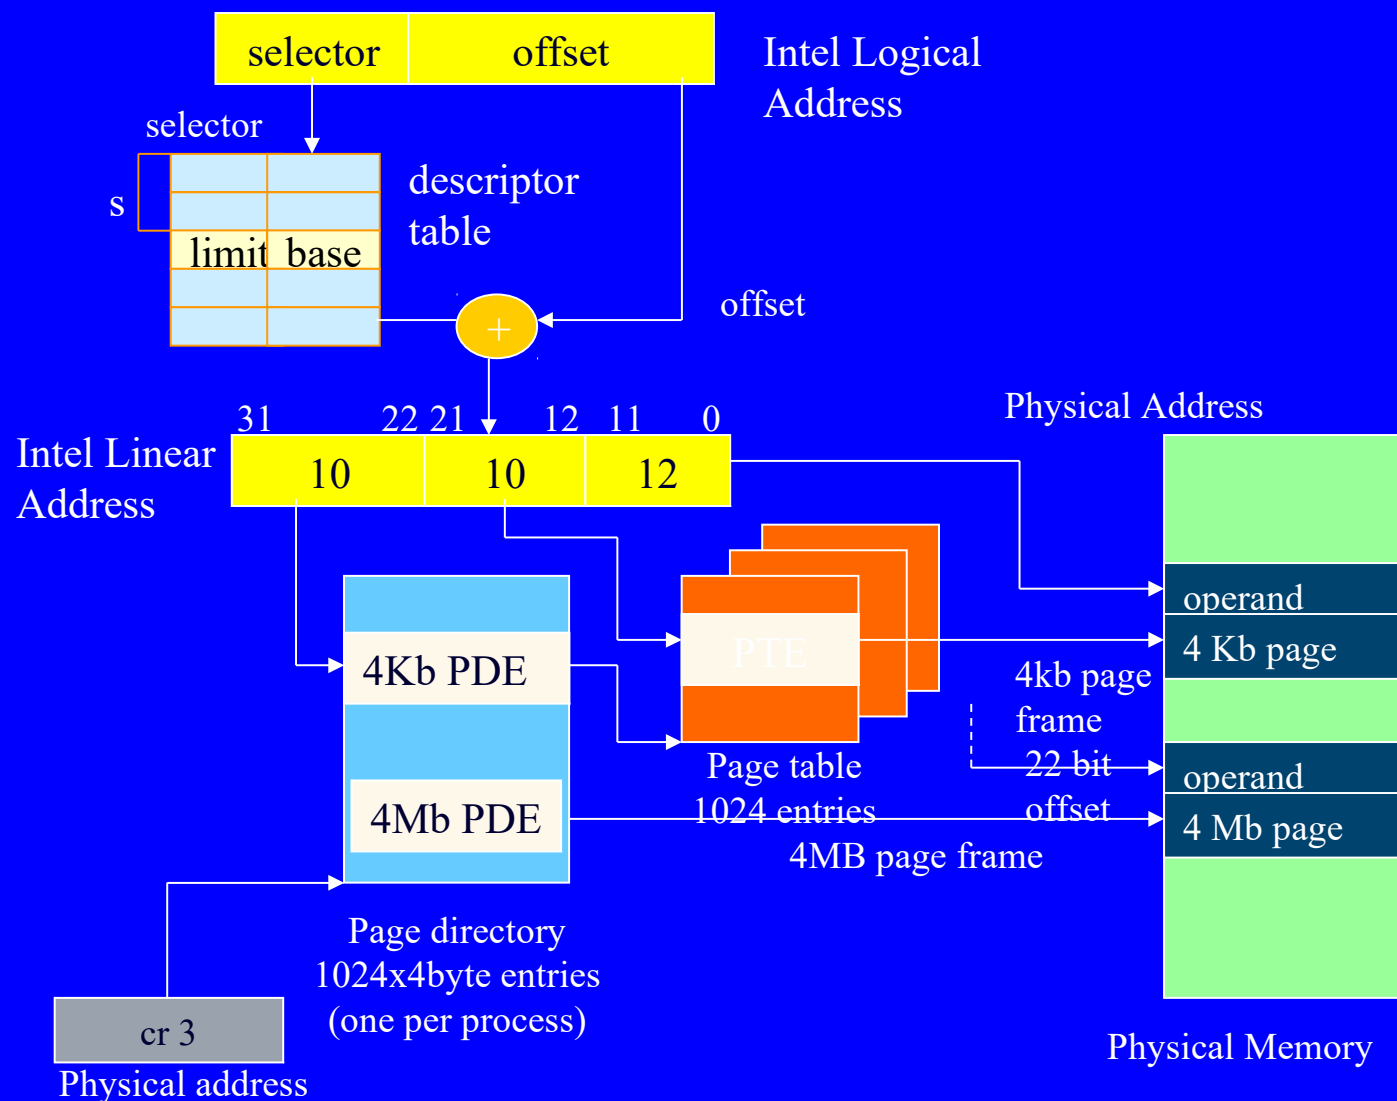 selector offset
Intel Logical
Address
selector
s
descriptor
table
limit base
offset
+
31 22 21 12 11 0
Physical Address
Intel Linear
Address
10 10 12
operand
4 Kb page
4Kb PDE
PTE
4kb page
frame
Page table
1024 entries
22 bit
offset
operand
4 Mb page
4Mb PDE
4MB page frame
Page directory
1024x4byte entries
(one per process)
cr 3
Physical address
Physical Memory